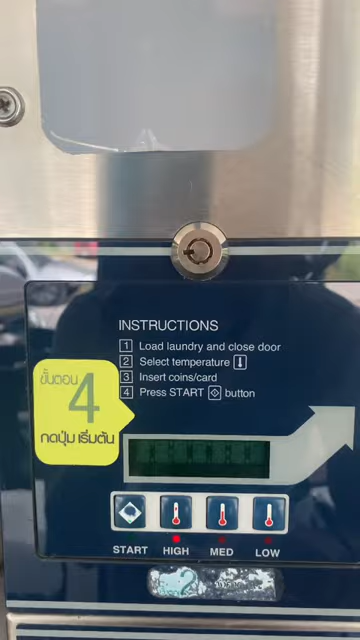 INSTRUCTIONS
1 Load laundry and close door
2 Select temperature
3 Insert coins/card
4 Press START button
ขั้นตอน
4
กดปุ่ม เริ่มต้น
START HIGH MED LOW
2